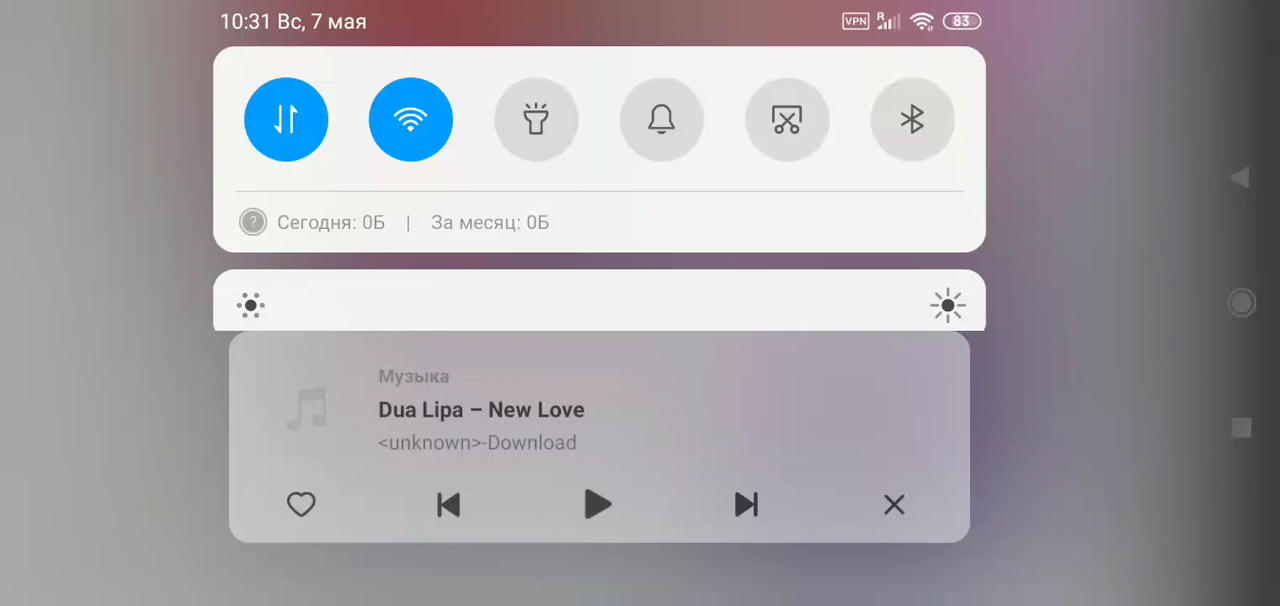 10:31 Вс, 7 мая
VPN R 83
? Сегодня: 0Б | За месяц: 0Б
Музыка
Dua Lipa – New Love
<unknown>-Download